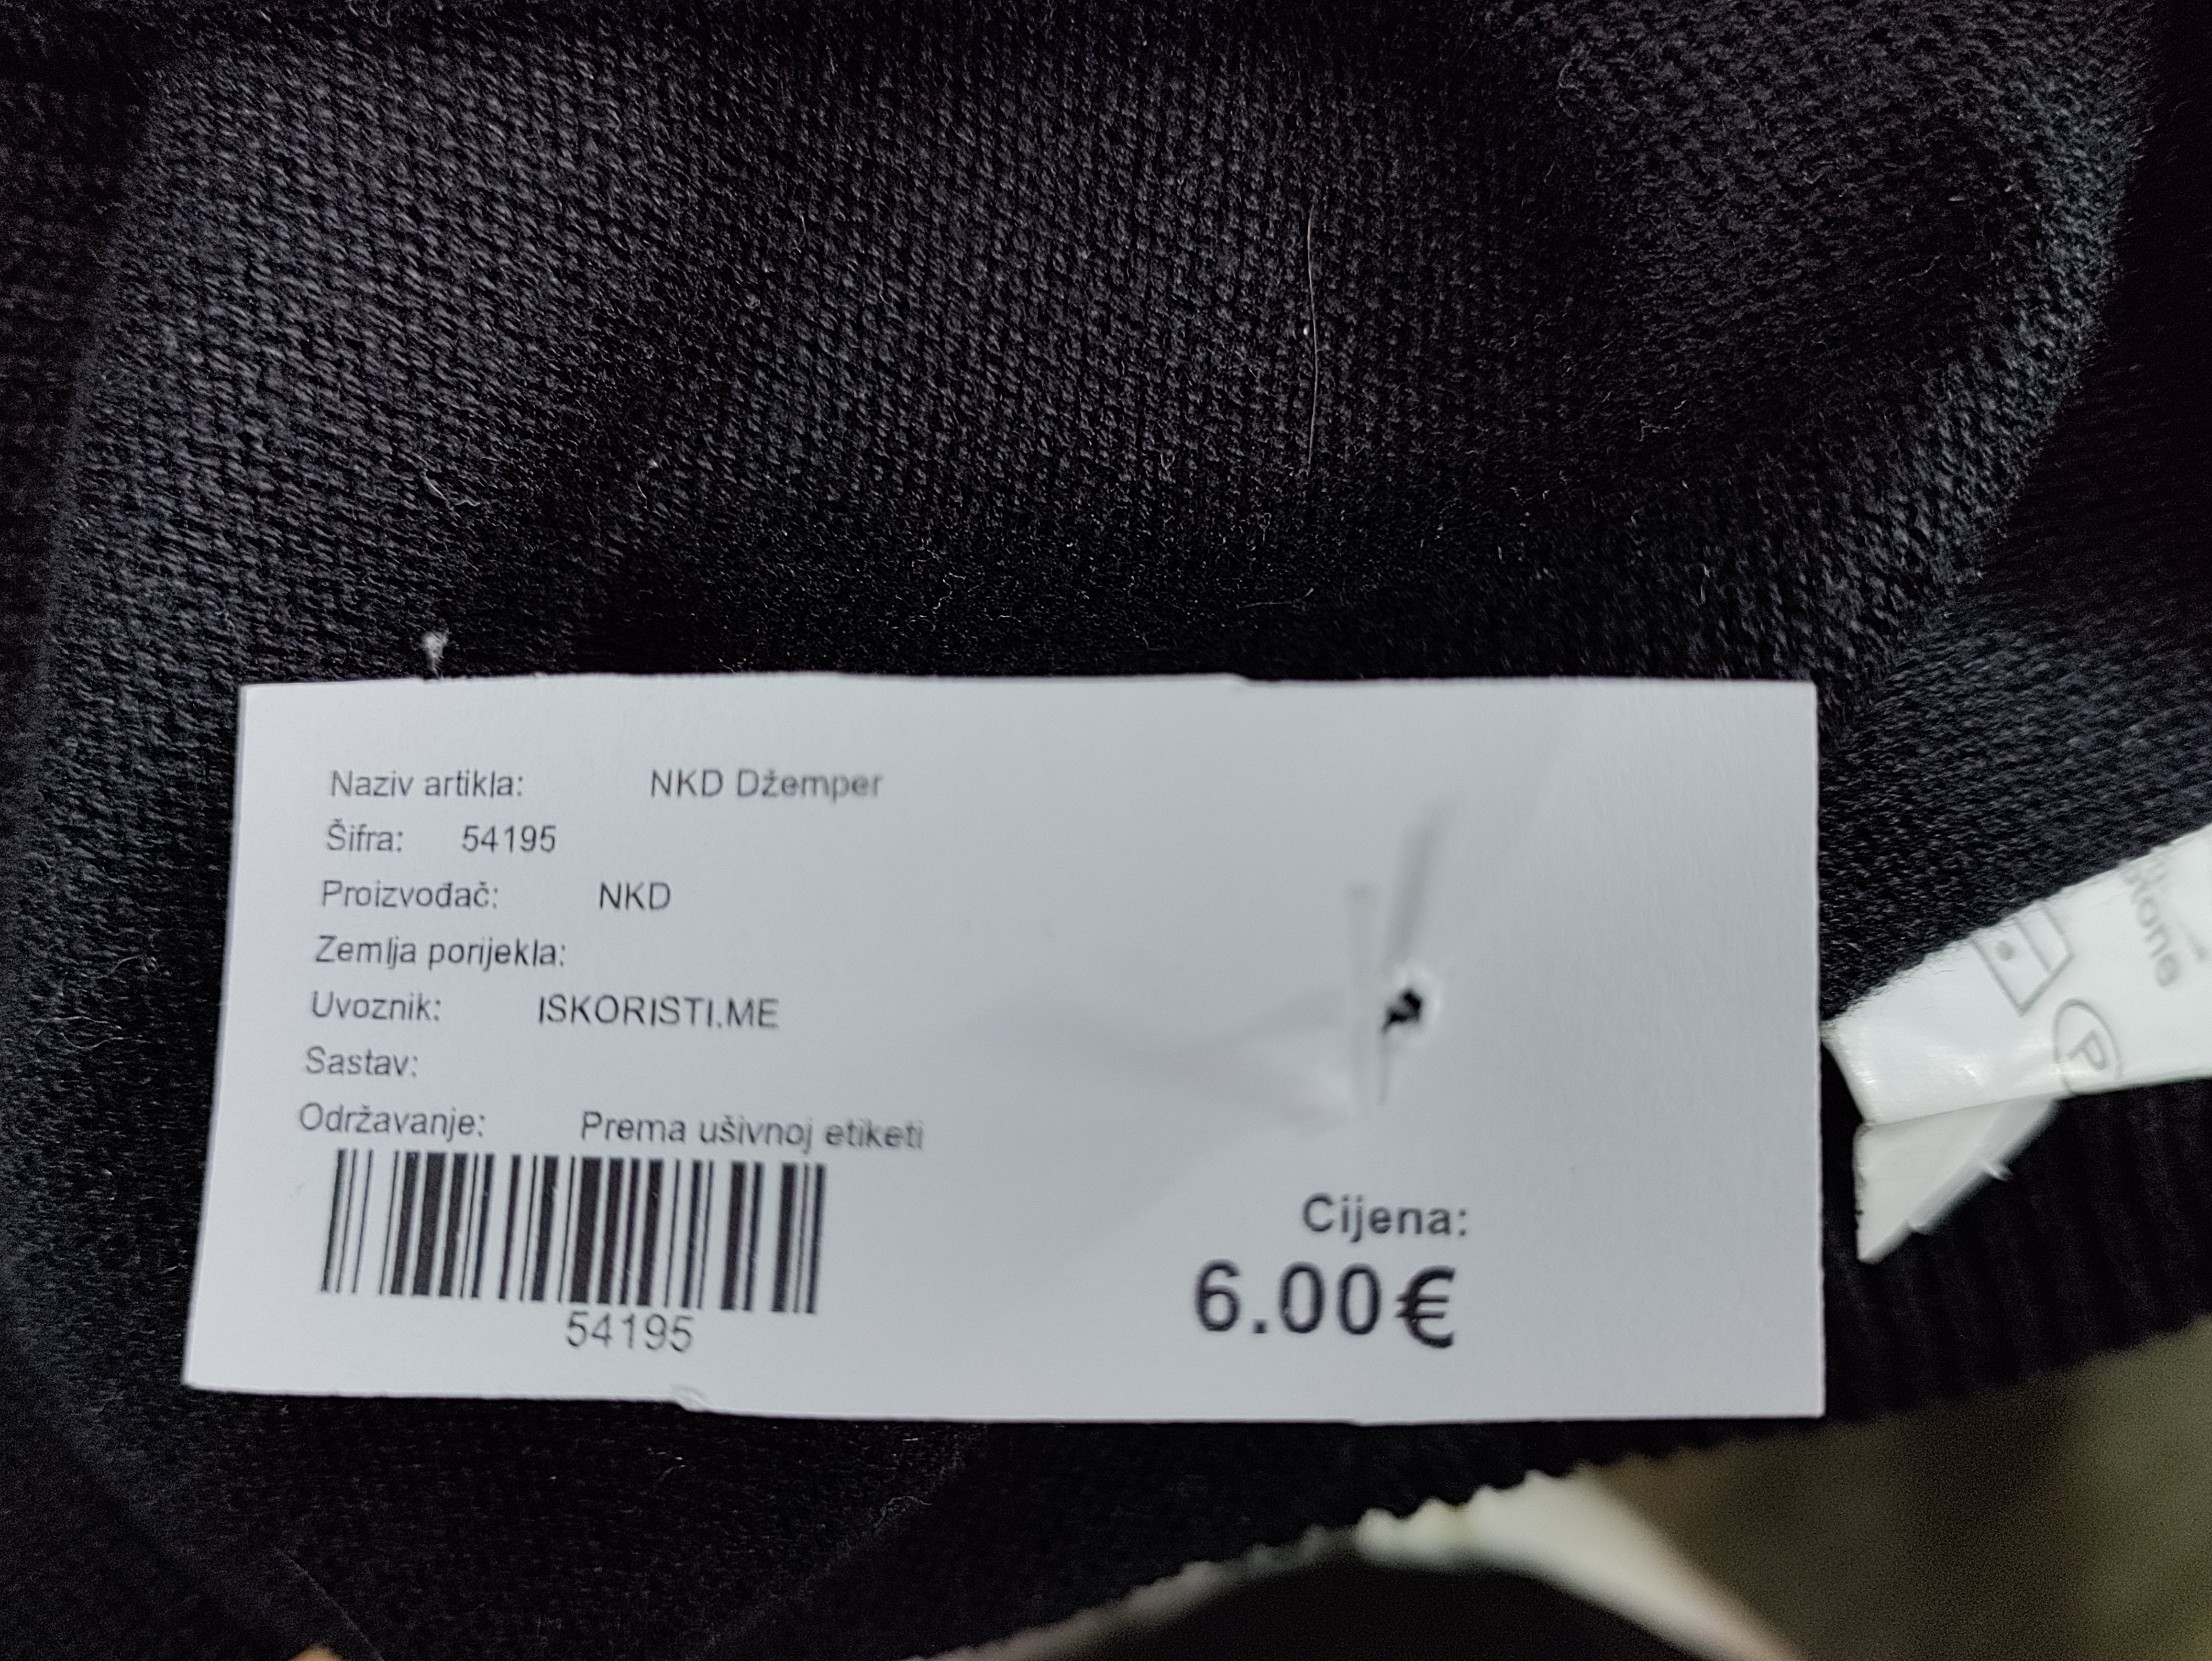 Naziv artikla: NKD Džemper
Šifra: 54195
Proizvođač: NKD
Zemlja porijekla:
Uvoznik: ISKORISTI.ME
Sastav:
Održavanje: Prema ušivnoj etiketi
54195
Cijena:
6.00€
P